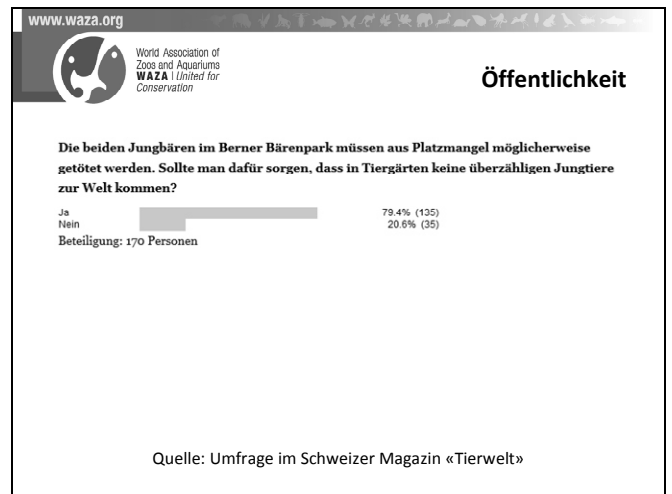 www.waza.org
World Association of
Zoos and Aquariums
WAZA | United for
Conservation
Öffentlichkeit
Die beiden Jungbären im Berner Bärenpark müssen aus Platzmangel möglicherweise
getötet werden. Sollte man dafür sorgen, dass in Tiergärten keine überzähligen Jungtiere
zur Welt kommen?
Ja 79.4% (135)
Nein 20.6% (35)
Beteiligung: 170 Personen
Quelle: Umfrage im Schweizer Magazin «Tierwelt»